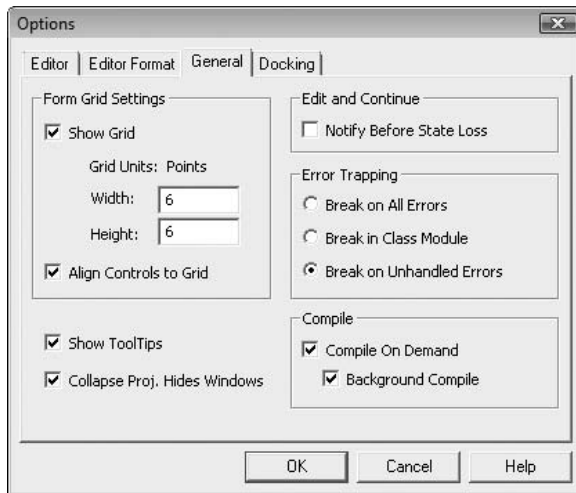 Options
Editor
Editor Format
General
Docking
Form Grid Settings
Show Grid
Grid Units: Points
Width: 6
Height: 6
Align Controls to Grid
Show ToolTips
Collapse Proj. Hides Windows
Edit and Continue
Notify Before State Loss
Error Trapping
Break on All Errors
Break in Class Module
Break on Unhandled Errors
Compile
Compile On Demand
Background Compile
OK
Cancel
Help